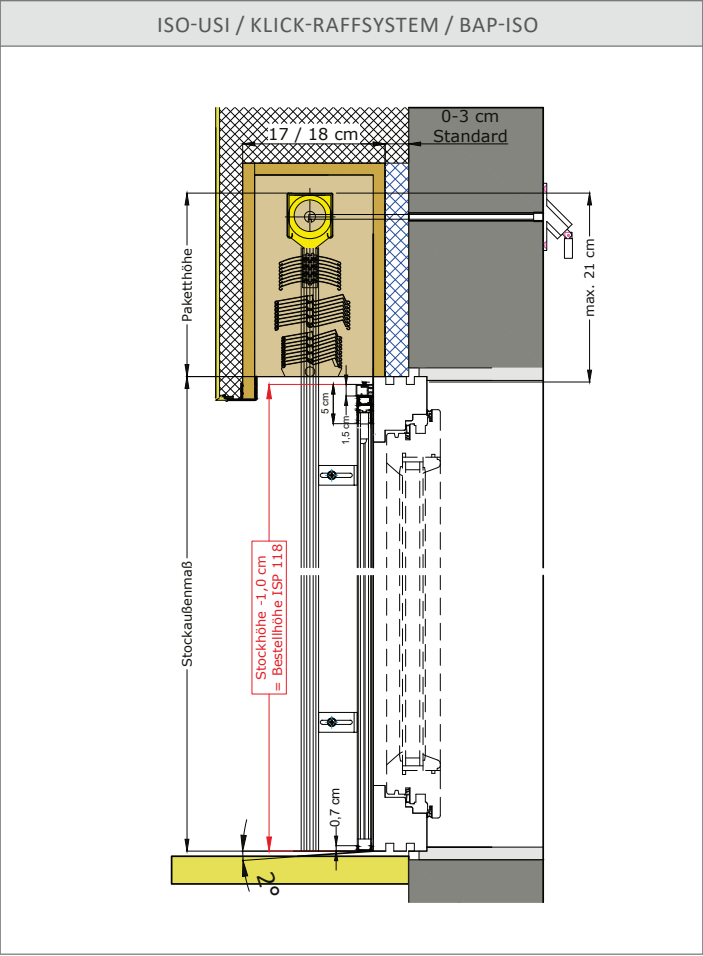 ISO-USI / KLICK-RAFFSYSTEM / BAP-ISO
0-3 cm
Standard
17 / 18 cm
Paketthöhe
max. 21 cm
5 cm
1,5 cm
Stockaußenmaß
Stockhöhe -1,0 cm
= Bestellhöhe ISP 118
0,7 cm
2°